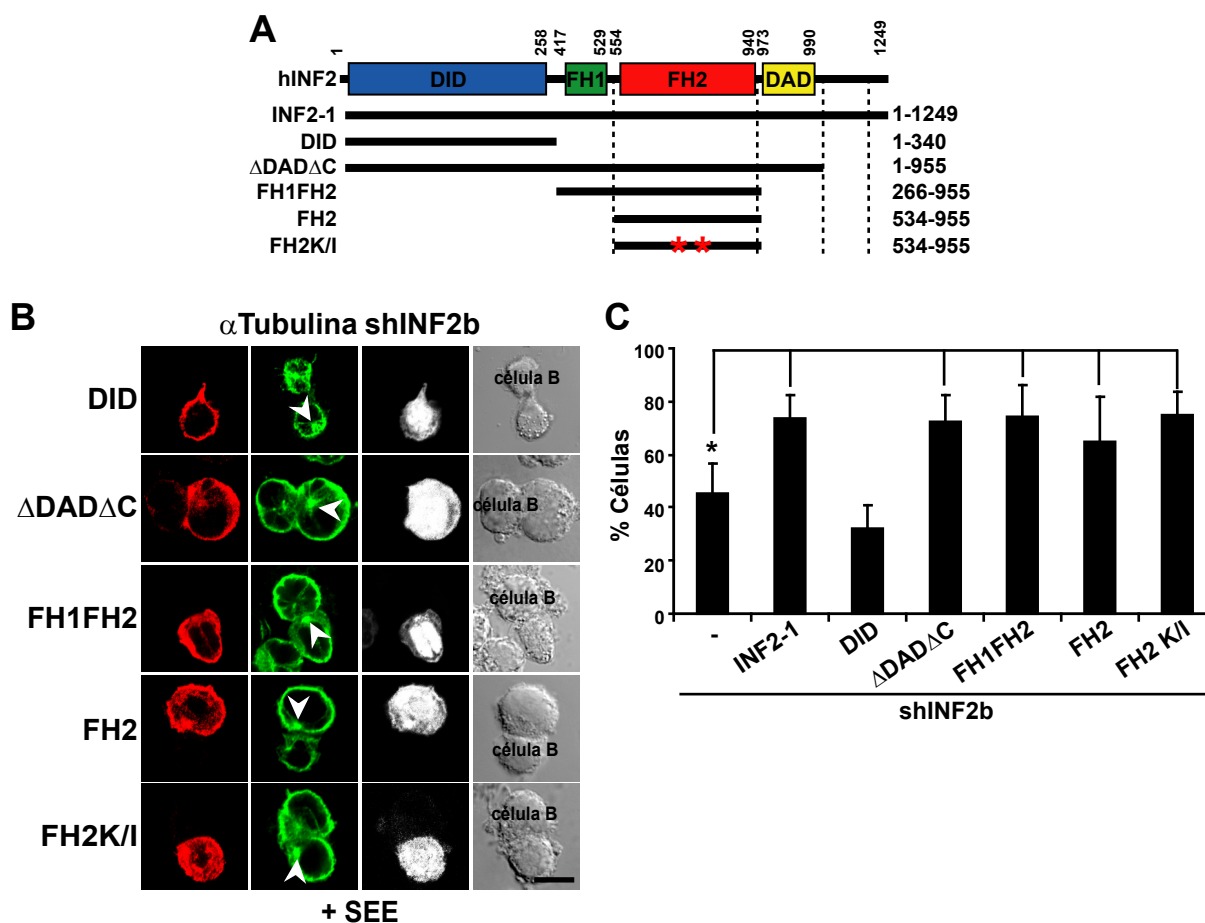 A
1 258 417 529 554 940 973 990 1249
hINF2 DID FH1 FH2 DAD
INF2-1 1-1249
DID 1-340
ΔDADΔC 1-955
FH1FH2 266-955
FH2 534-955
FH2K/I ** 534-955
B
αTubulina shINF2b
DID célula B
ΔDADΔC célula B
FH1FH2 célula B
FH2 célula B
FH2K/I célula B
+ SEE
C
% Células
100
80
60
40
20
0
*
- INF2-1 DID ΔDADΔC FH1FH2 FH2 FH2 K/I
shINF2b